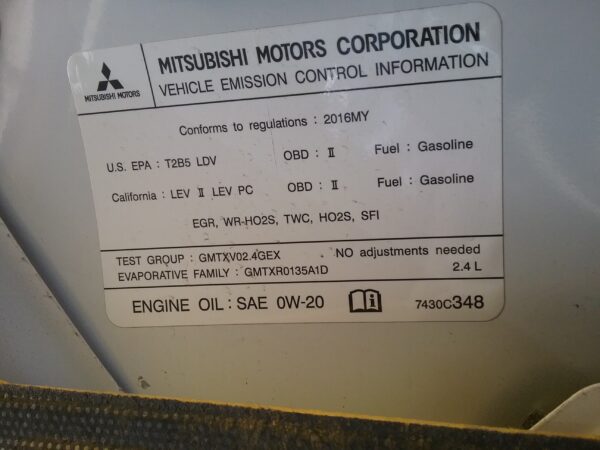 MITSUBISHI MOTORS
MITSUBISHI MOTORS CORPORATION
VEHICLE EMISSION CONTROL INFORMATION
Conforms to regulations : 2016MY
U.S. EPA : T2B5 LDV OBD : II Fuel : Gasoline
California : LEV II LEV PC OBD : II Fuel : Gasoline
EGR, WR-HO2S, TWC, HO2S, SFI
TEST GROUP : GMTXV02.4GEX NO adjustments needed
EVAPORATIVE FAMILY : GMTXR0135A1D 2.4 L
ENGINE OIL : SAE 0W-20 7430C348